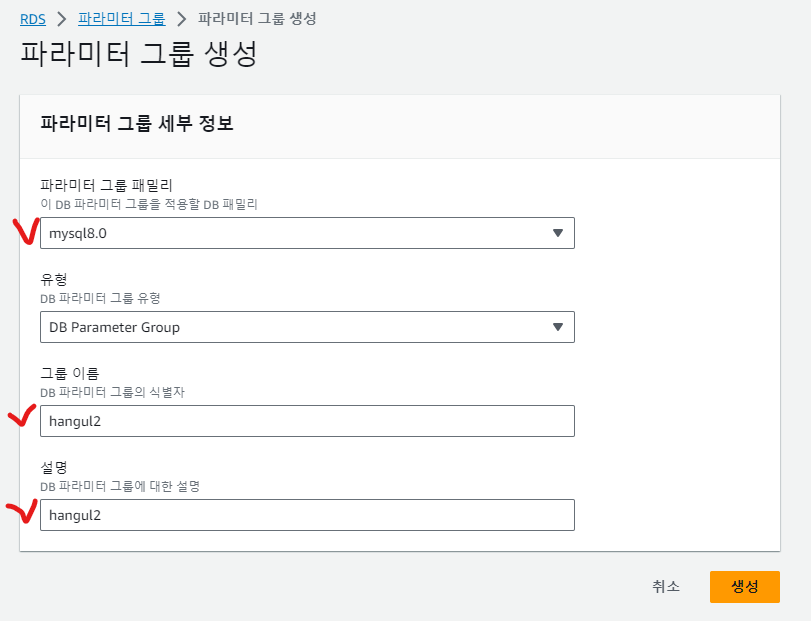 RDS > 파라미터 그룹 > 파라미터 그룹 생성
파라미터 그룹 생성
파라미터 그룹 세부 정보
파라미터 그룹 패밀리
이 DB 파라미터 그룹을 적용할 DB 패밀리
mysql8.0
유형
DB 파라미터 그룹 유형
DB Parameter Group
그룹 이름
DB 파라미터 그룹의 식별자
hangul2
설명
DB 파라미터 그룹에 대한 설명
hangul2
취소 생성